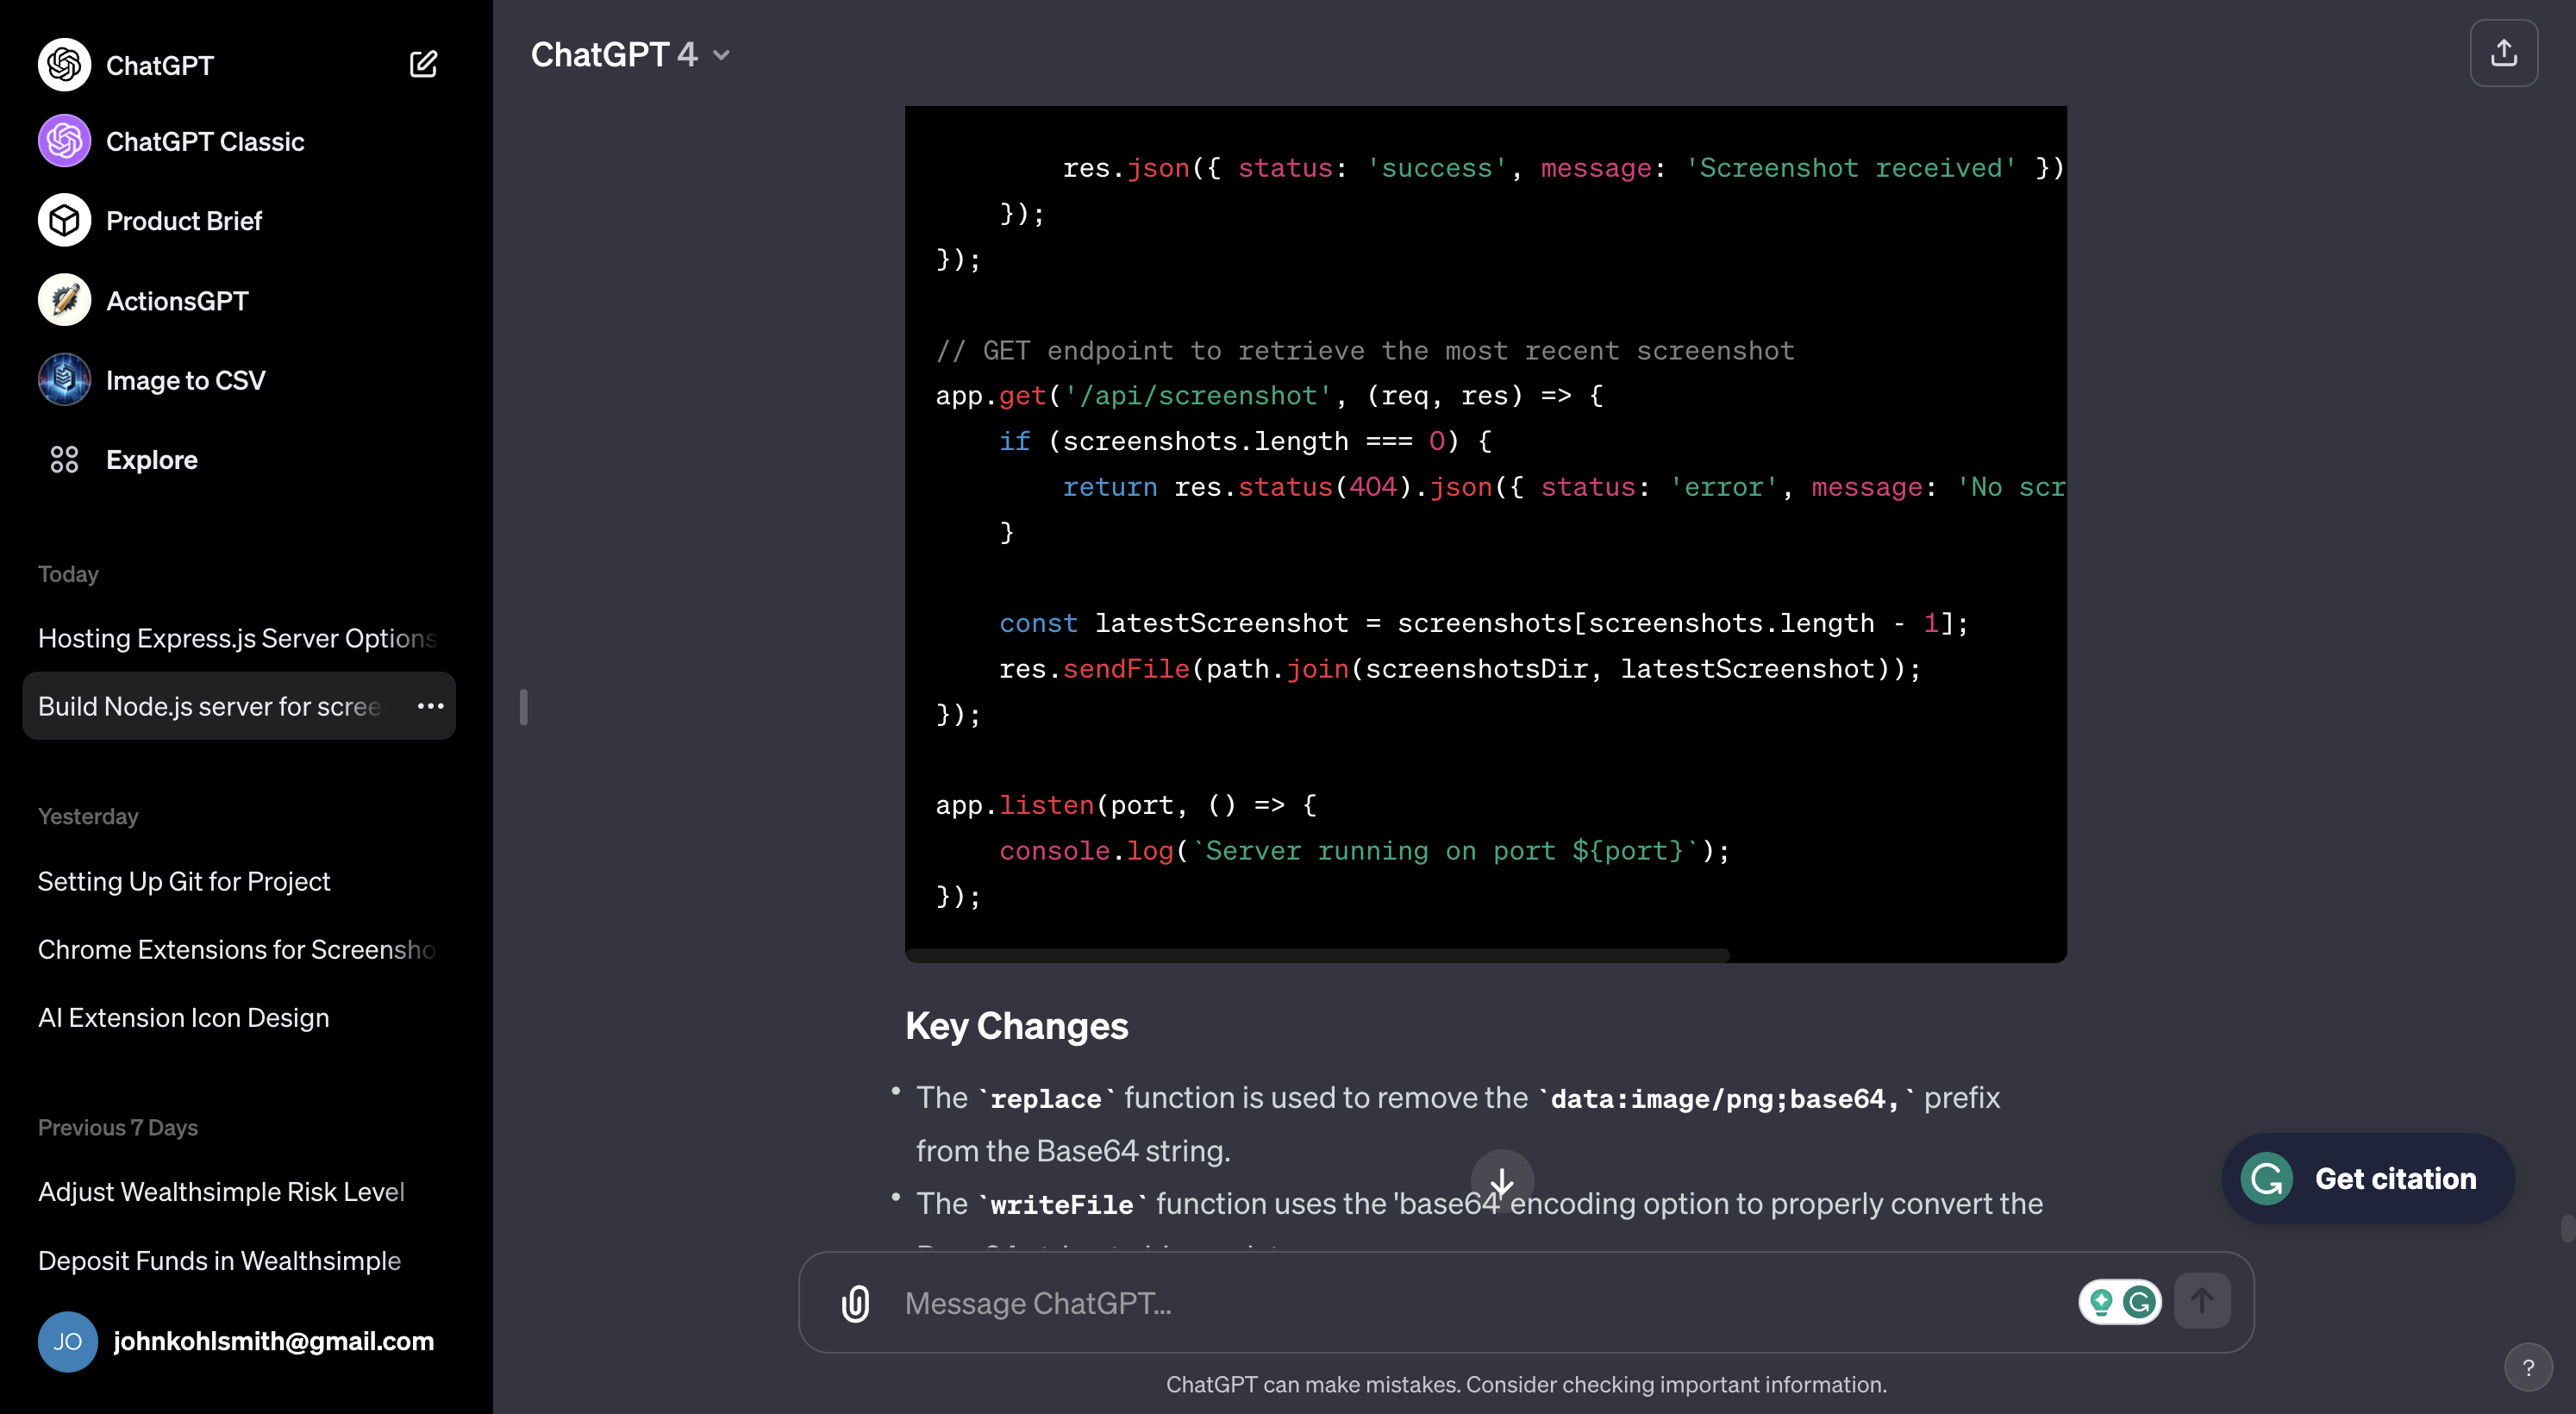 ChatGPT
ChatGPT Classic
Product Brief
ActionsGPT
Image to CSV
Explore
Today
Hosting Express.js Server Options
Build Node.js server for scree
Yesterday
Setting Up Git for Project
Chrome Extensions for Screensho
AI Extension Icon Design
Previous 7 Days
Adjust Wealthsimple Risk Level
Deposit Funds in Wealthsimple
JO johnkohlsmith@gmail.com
ChatGPT 4
        res.json({ status: 'success', message: 'Screenshot received' })
    });
});
// GET endpoint to retrieve the most recent screenshot
app.get('/api/screenshot', (req, res) => {
    if (screenshots.length === 0) {
        return res.status(404).json({ status: 'error', message: 'No scr
    }
    const latestScreenshot = screenshots[screenshots.length - 1];
    res.sendFile(path.join(screenshotsDir, latestScreenshot));
});
app.listen(port, () => {
    console.log(`Server running on port ${port}`);
});
Key Changes
• The `replace` function is used to remove the `data:image/png;base64,` prefix
from the Base64 string.
• The `writeFile` function uses the 'base64' encoding option to properly convert the
Get citation
Message ChatGPT...
ChatGPT can make mistakes. Consider checking important information.
?